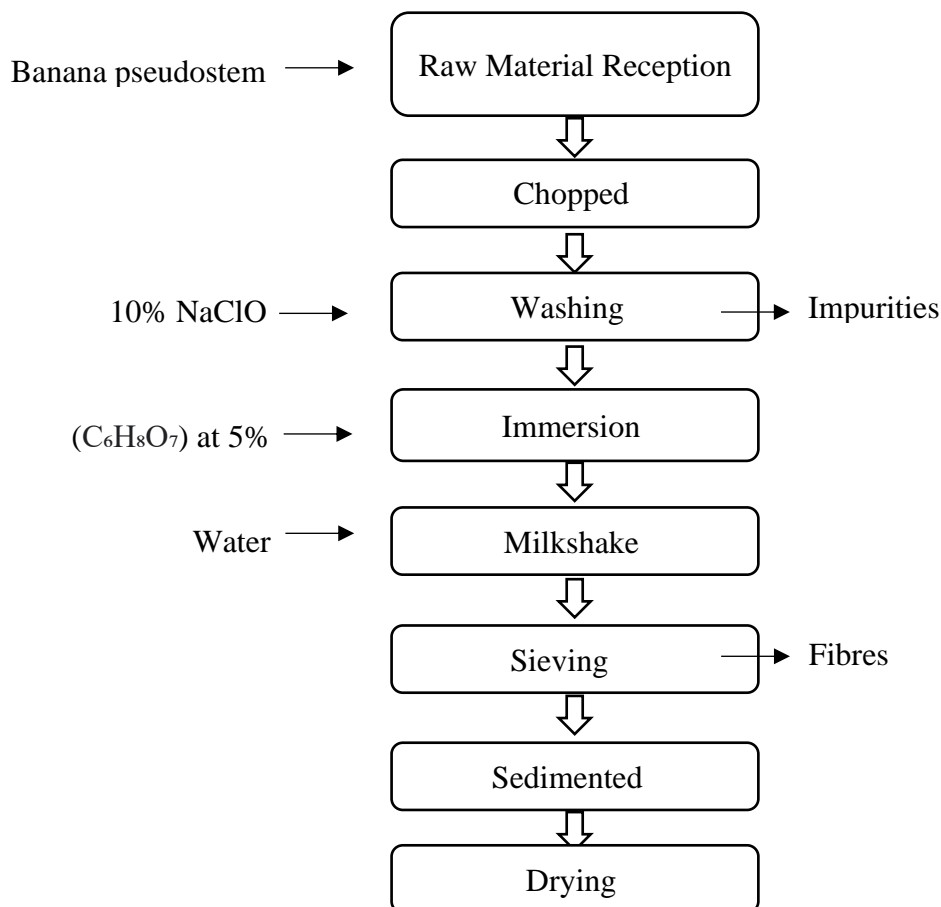 Banana pseudostem
Raw Material Reception
Chopped
10% NaClO
Washing
Impurities
(C₆H₈O₇) at 5%
Immersion
Water
Milkshake
Sieving
Fibres
Sedimented
Drying